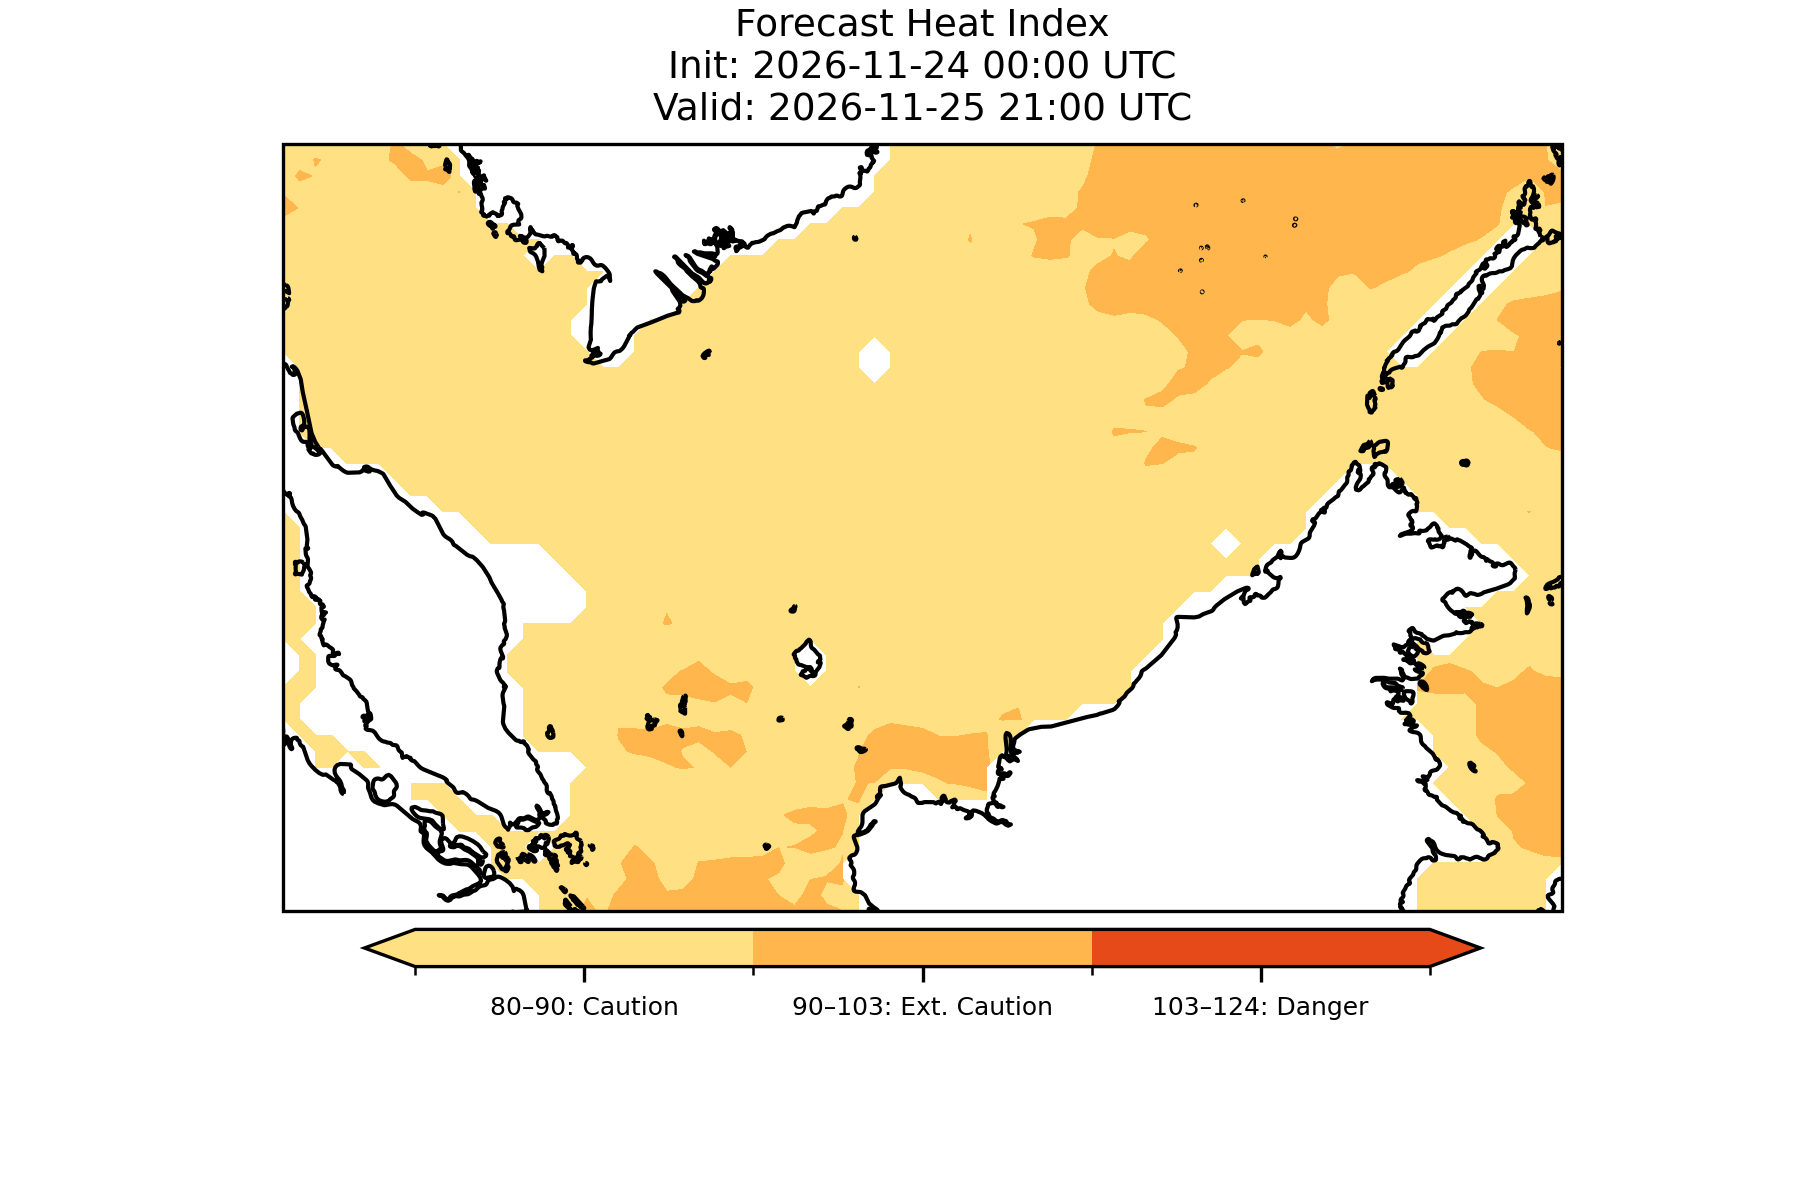 Forecast Heat Index
Init: 2026-11-24 00:00 UTC
Valid: 2026-11-25 21:00 UTC
80–90: Caution
90–103: Ext. Caution
103–124: Danger